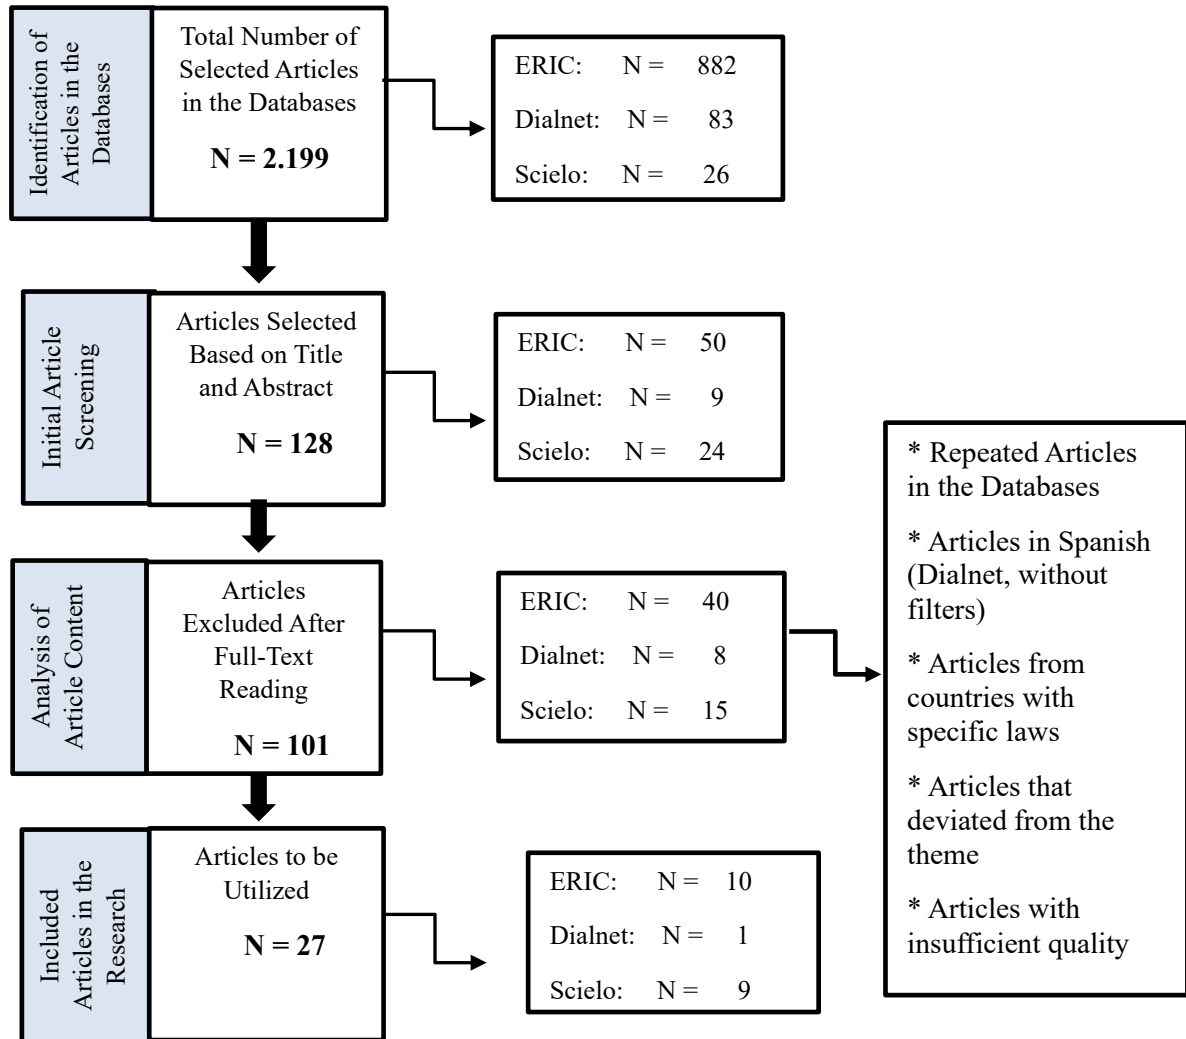 Identification of
Articles in the
Databases
Total Number of
Selected Articles
in the Databases
N = 2.199
ERIC: N = 882
Dialnet: N = 83
Scielo: N = 26
Initial Article
Screening
Articles Selected
Based on Title
and Abstract
N = 128
ERIC: N = 50
Dialnet: N = 9
Scielo: N = 24
Analysis of
Article Content
Articles
Excluded After
Full-Text
Reading
N = 101
ERIC: N = 40
Dialnet: N = 8
Scielo: N = 15
* Repeated Articles
in the Databases
* Articles in Spanish
(Dialnet, without
filters)
* Articles from
countries with
specific laws
* Articles that
deviated from the
theme
* Articles with
insufficient quality
Included
Articles in the
Research
Articles to be
Utilized
N = 27
ERIC: N = 10
Dialnet: N = 1
Scielo: N = 9